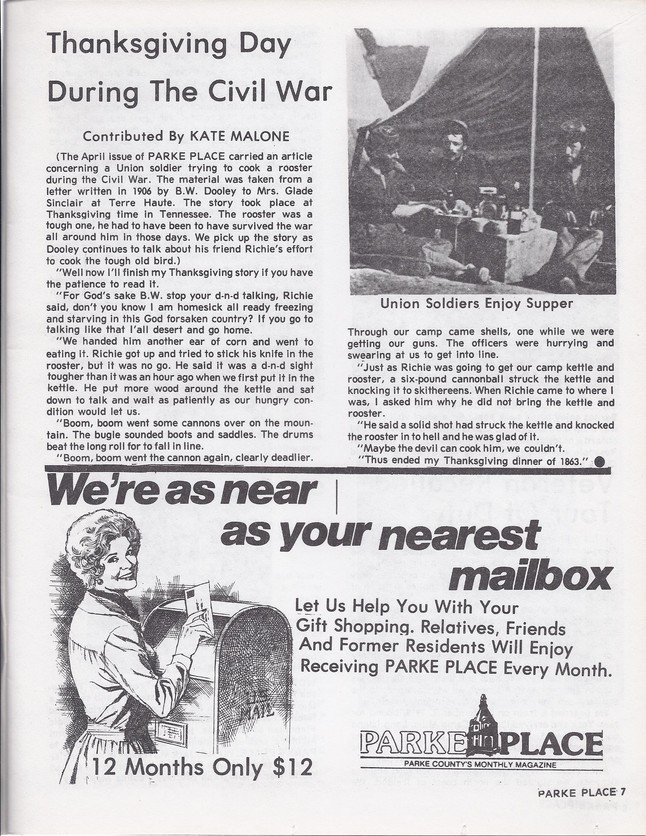 Thanksgiving Day
During The Civil War
Contributed By KATE MALONE
(The April issue of PARKE PLACE carried an article
concerning a Union soldier trying to cook a rooster
during the Civil War. The material was taken from a
letter written in 1906 by B.W. Dooley to Mrs. Glade
Sinclair at Terre Haute. The story took place at
Thanksgiving time in Tennessee. The rooster was a
tough one, he had to have been to have survived the war
all around him in those days. We pick up the story as
Dooley continues to talk about his friend Richie's effort
to cook the tough old bird.)
"Well now I'll finish my Thanksgiving story if you have
the patience to read it.
"For God's sake B.W. stop your d-n-d talking, Richie
said, don't you know I am homesick all ready freezing
and starving in this God forsaken country? If you go to
talking like that I'all desert and go home.
"We handed him another ear of corn and went to
eating it. Richie got up and tried to stick his knife in the
rooster, but it was no go. He said it was a d-n-d sight
tougher than it was an hour ago when we first put it in the
kettle. He put more wood around the kettle and sat
down to talk and wait as patiently as our hungry con-
dition would let us.
"Boom, boom went some cannons over on the moun-
tain. The bugle sounded boots and saddles. The drums
beat the long roll for to fall in line.
"Boom, boom went the cannon again, clearly deadlier.
Union Soldiers Enjoy Supper
Through our camp came shells, one while we were
getting our guns. The officers were hurrying and
swearing at us to get into line.
"Just as Richie was going to get our camp kettle and
rooster, a six-pound cannonball struck the kettle and
knocking it to skithereens. When Richie came to where I
was, I asked him why he did not bring the kettle and
rooster.
"He said a solid shot had struck the kettle and knocked
the rooster in to hell and he was glad of it.
"Maybe the devil can cook him, we couldn't.
"Thus ended my Thanksgiving dinner of 1863."
We're as near
as your nearest
mailbox
Let Us Help You With Your
Gift Shopping. Relatives, Friends
And Former Residents Will Enjoy
Receiving PARKE PLACE Every Month.
U.S.
MAIL
12 Months Only $12
PARKE PLACE
PARKE COUNTY'S MONTHLY MAGAZINE
PARKE PLACE 7